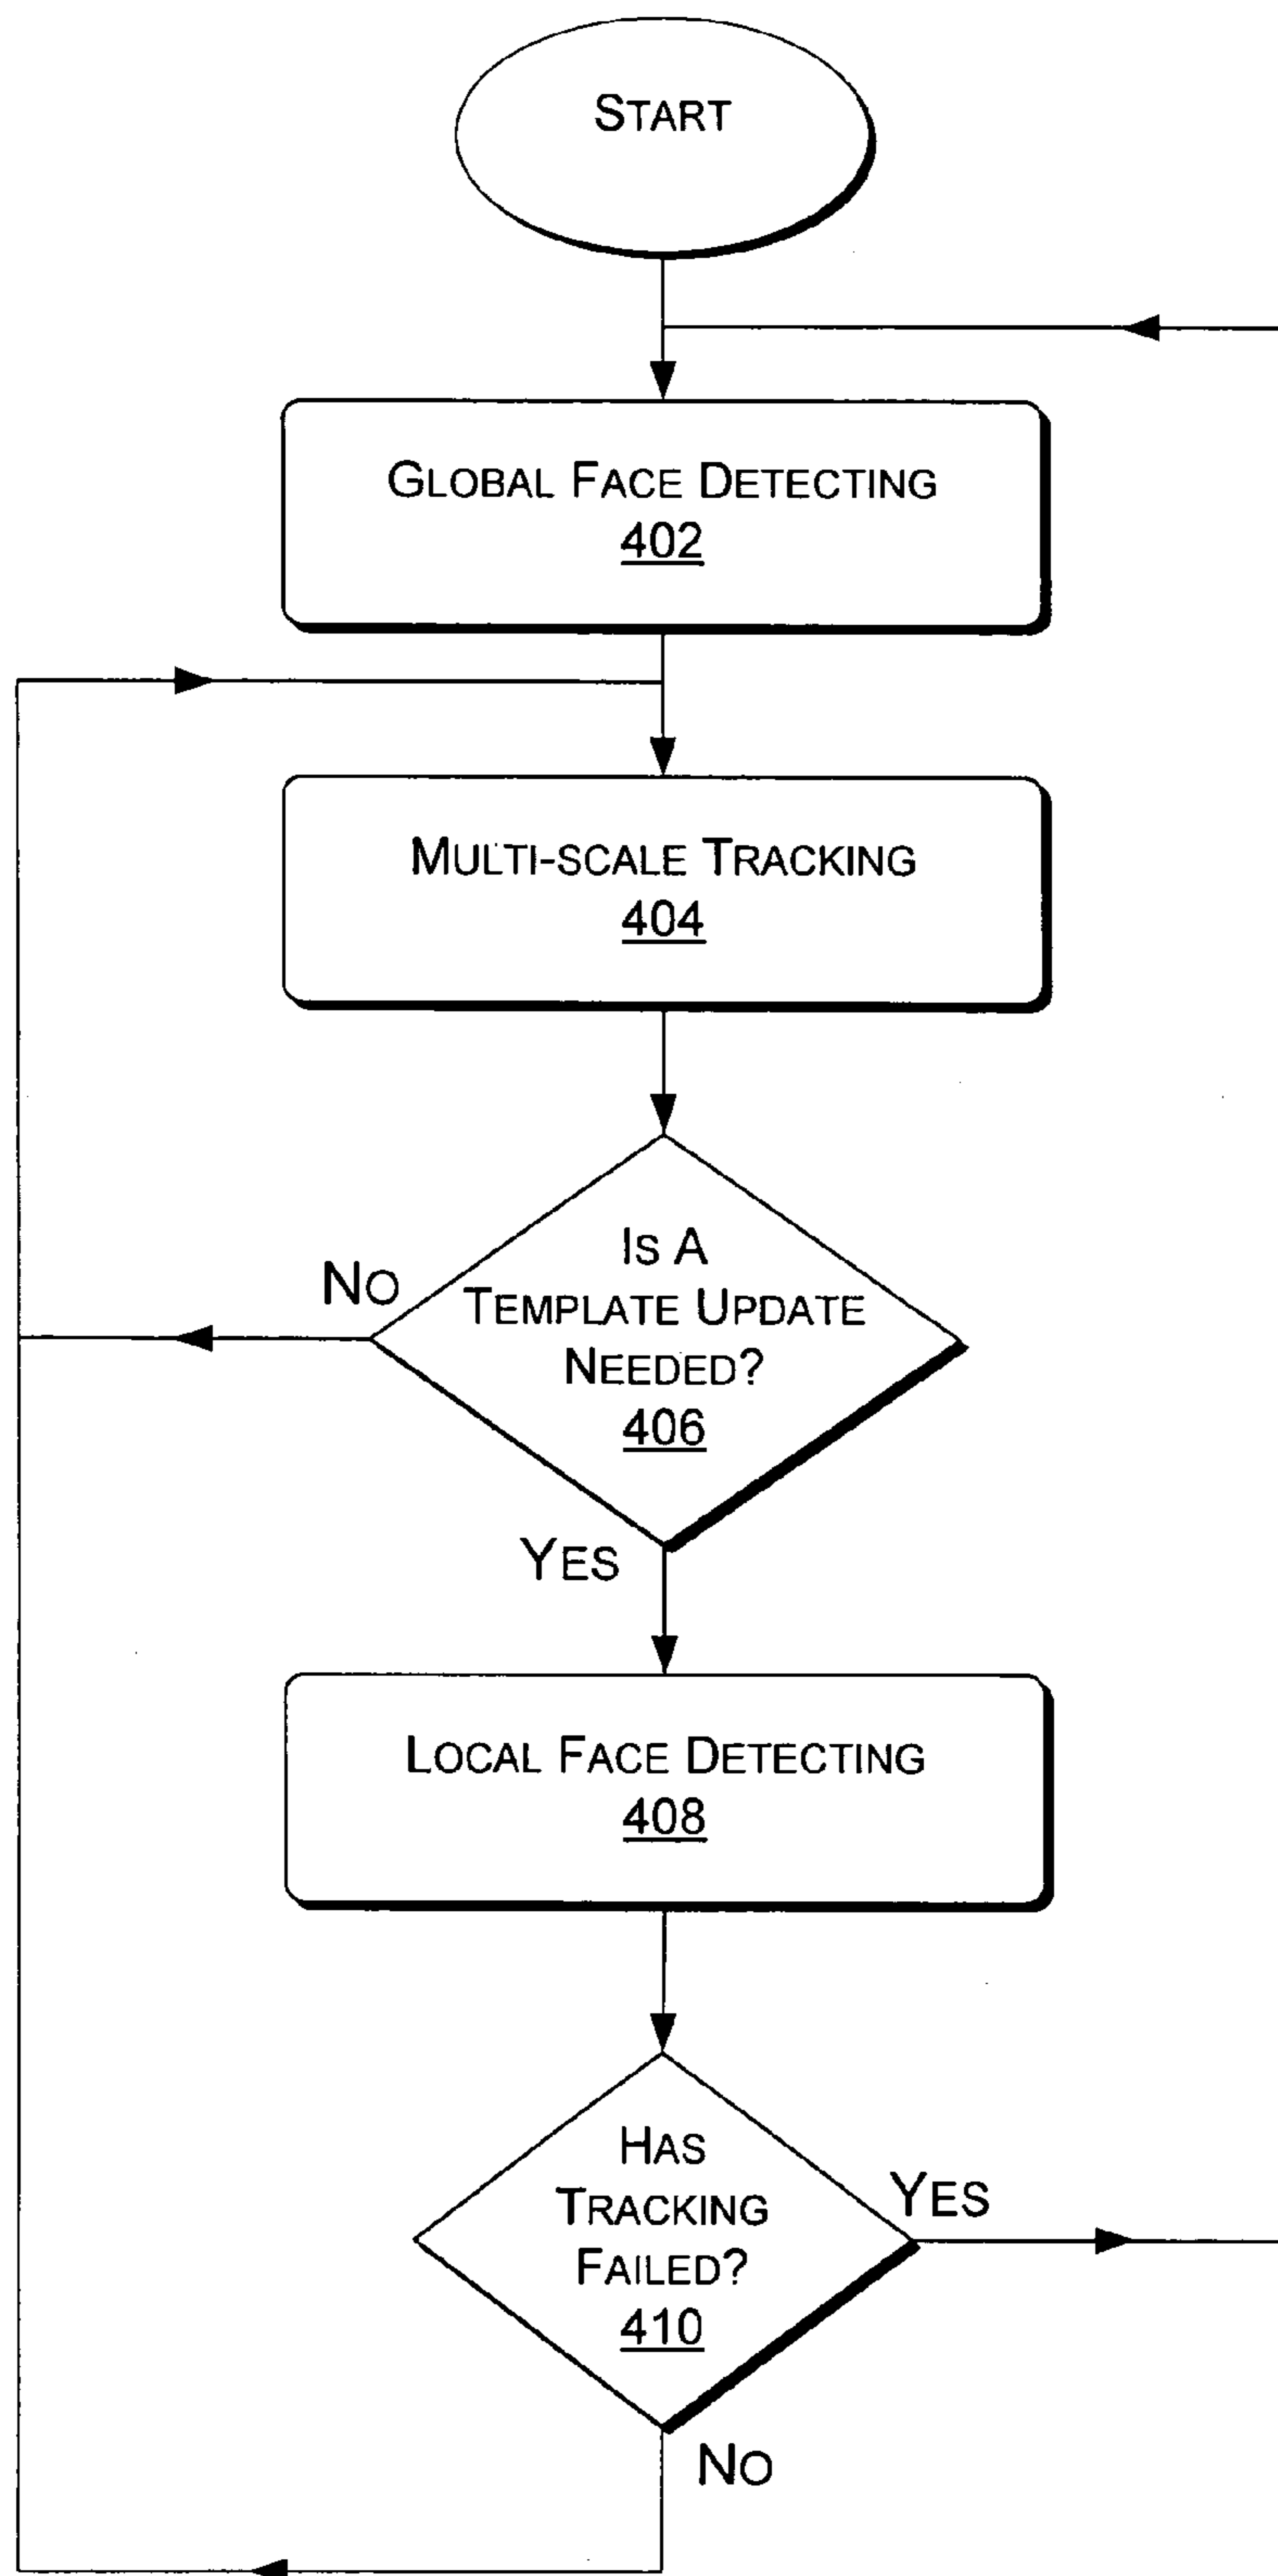 START
GLOBAL FACE DETECTING
402
MULTI-SCALE TRACKING
404
IS A
TEMPLATE UPDATE
NEEDED?
406
NO
YES
LOCAL FACE DETECTING
408
HAS
TRACKING
FAILED?
410
YES
NO